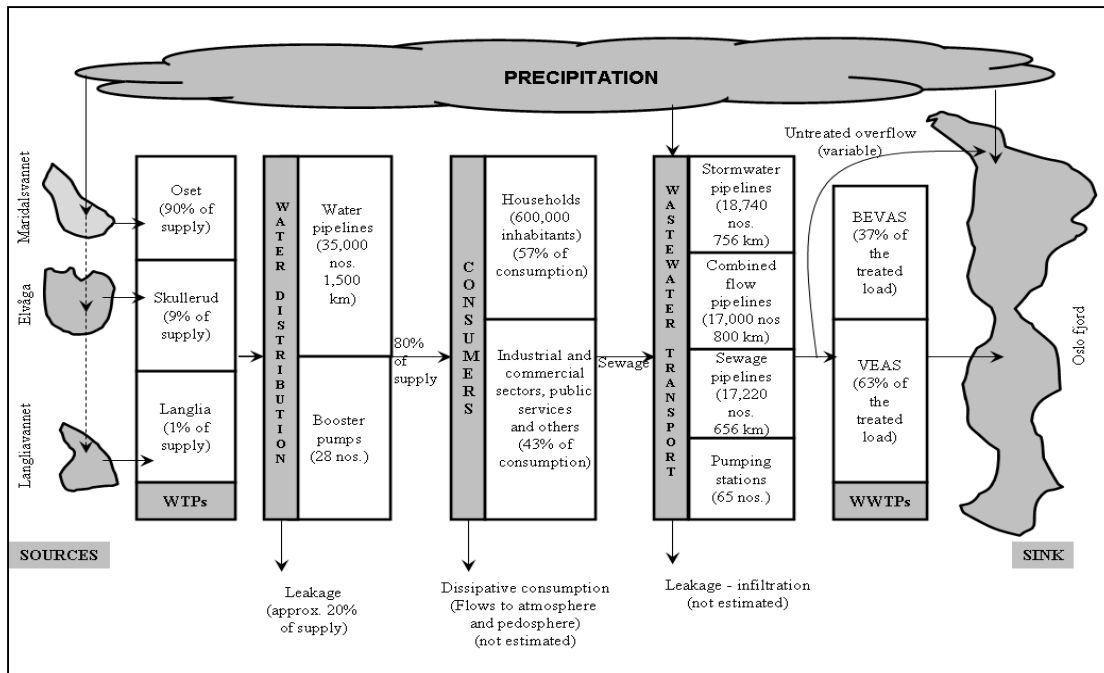 PRECIPITATION
Maridalsvannet
Elvåga
Langliavannet
SOURCES
Oset
(90% of
supply)
Skullerud
(9% of
supply)
Langlia
(1% of
supply)
WTPs
WATER DISTRIBUTION
Water
pipelines
(35,000
nos.
1,500
km)
Booster
pumps
(28 nos.)
Leakage
(approx. 20%
of supply)
80%
of
supply
CONSUMERS
Households
(600,000
inhabitants)
(57% of
consumption)
Industrial and
commercial
sectors, public
services
and others
(43% of
consumption)
Dissipative consumption
(Flows to atmosphere
and pedosphere)
(not estimated)
Sewage
WASTEWATER TRANSPORT
Stormwater
pipelines
(18,740
nos.
756 km)
Combined
flow
pipelines
(17,000 nos
800 km)
Sewage
pipelines
(17,220
nos.
656 km)
Pumping
stations
(65 nos.)
Leakage - infiltration
(not estimated)
Untreated overflow
(variable)
BEVAS
(37% of
the
treated
load)
VEAS
(63% of
the
treated
load)
WWTPs
Oslo fjord
SINK